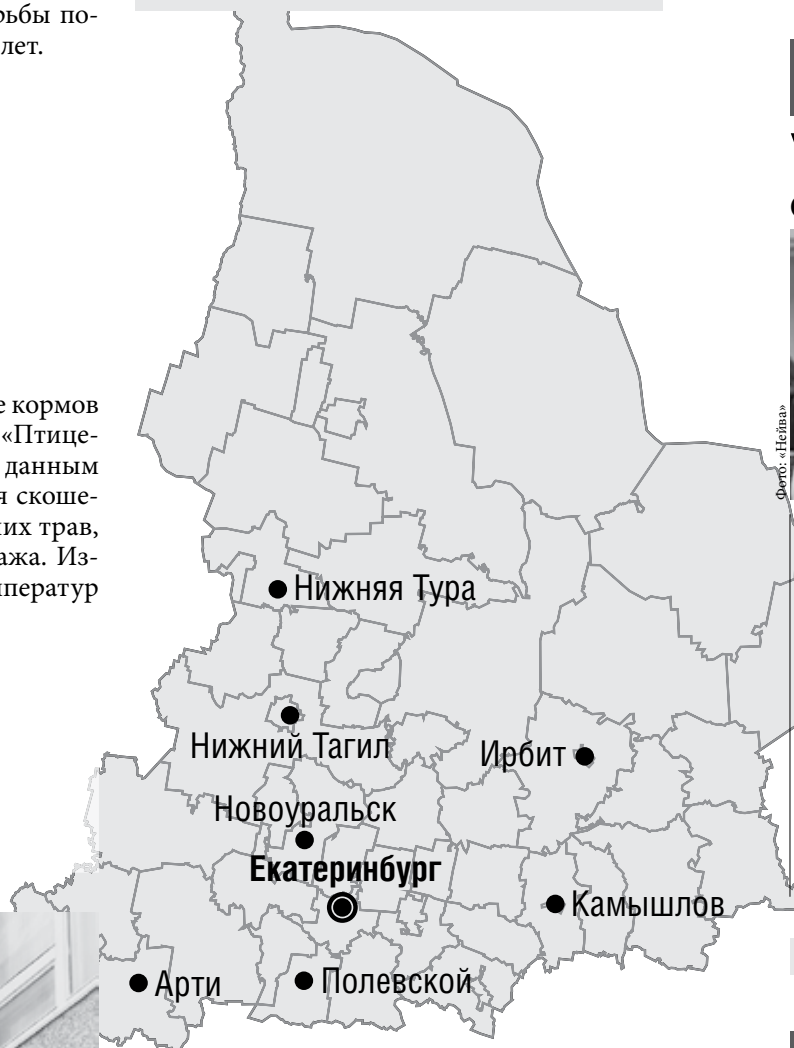 рьбы по-
лет.
е кормов
«Птице-
данным
я скоше-
их трав,
ажа. Из-
ператур
Фото: «Нейва»
Нижняя Тура
Нижний Тагил
Ирбит
Новоуральск
Екатеринбург
Камышлов
Арти
Полевской